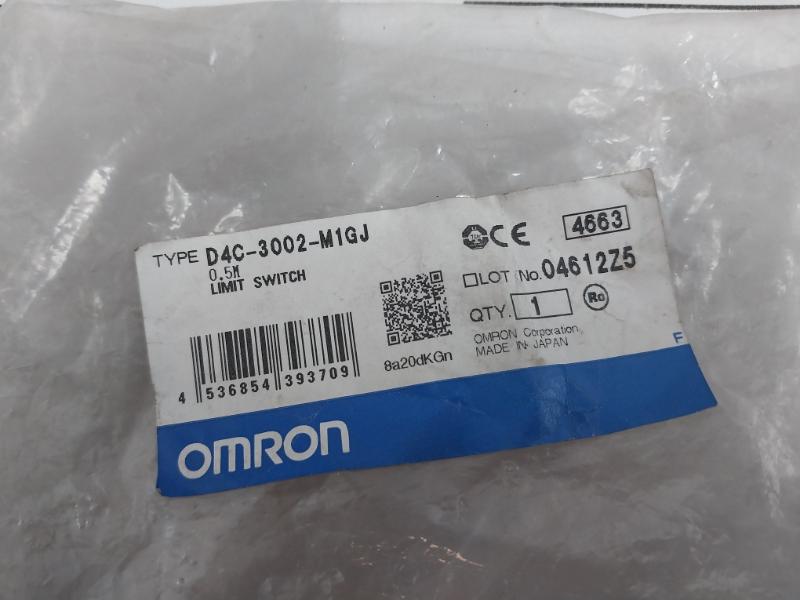 TYPE D4C-3002-M1GJ
0.5M
LIMIT SWITCH
4 536854 393709
8a20dKGn
CE
4663
LOT No. 04612Z5
QTY. 1
OMRON Corporation
MADE IN JAPAN
F
OMRON